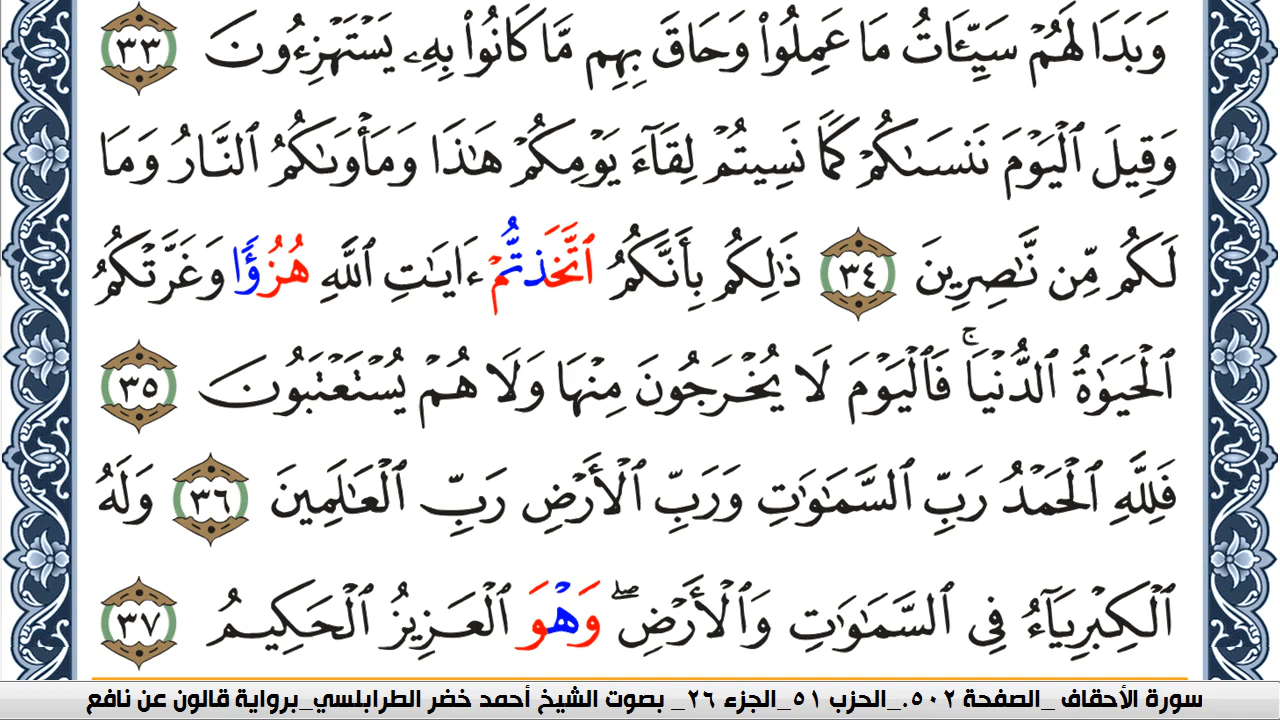 وَبَدَا لَهُمْ سَيِّـَٔاتُ مَا عَمِلُوا۟ وَحَاقَ بِهِم مَّا كَانُوا۟ بِهِۦ يَسْتَهْزِءُونَ ٣٣
وَقِيلَ ٱلْيَوْمَ نَنسَىٰكُمْ كَمَا نَسِيتُمْ لِقَآءَ يَوْمِكُمْ هَٰذَا وَمَأْوَىٰكُمُ ٱلنَّارُ وَمَا
لَكُم مِّن نَّٰصِرِينَ ٣٤ ذَٰلِكُم بِأَنَّكُمُ ٱتَّخَذتُّمْ ءَايَٰتِ ٱللَّهِ هُزُؤًا وَغَرَّتْكُمُ
ٱلْحَيَوٰةُ ٱلدُّنْيَا ۚ فَٱلْيَوْمَ لَا يُخْرَجُونَ مِنْهَا وَلَا هُمْ يُسْتَعْتَبُونَ ٣٥
فَلِلَّهِ ٱلْحَمْدُ رَبِّ ٱلسَّمَٰوَٰتِ وَرَبِّ ٱلْأَرْضِ رَبِّ ٱلْعَٰلَمِينَ ٣٦ وَلَهُ
ٱلْكِبْرِيَآءُ فِى ٱلسَّمَٰوَٰتِ وَٱلْأَرْضِ ۖ وَهْوَ ٱلْعَزِيزُ ٱلْحَكِيمُ ٣٧
سورة الأحقاف _الصفحة ٥٠٢._الحزب ٥١_الجزء ٢٦_ بصوت الشيخ أحمد خضر الطرابلسي_برواية قالون عن نافع